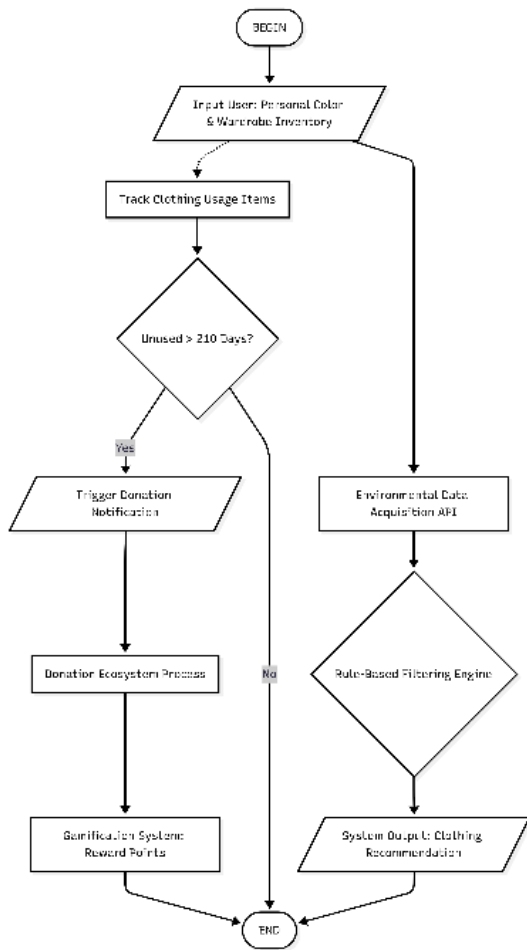 BEGIN
Input User: Personal Color
& Wardrobe Inventory
Track Clothing Usage Items
Unused > 210 Days?
Yes
Trigger Donation
Notification
Environmental Data
Acquisition API
Donation Ecosystem Process
No
Rule-Based Filtering Engine
Gamification System:
Reward Points
System Output: Clothing
Recommendation
END